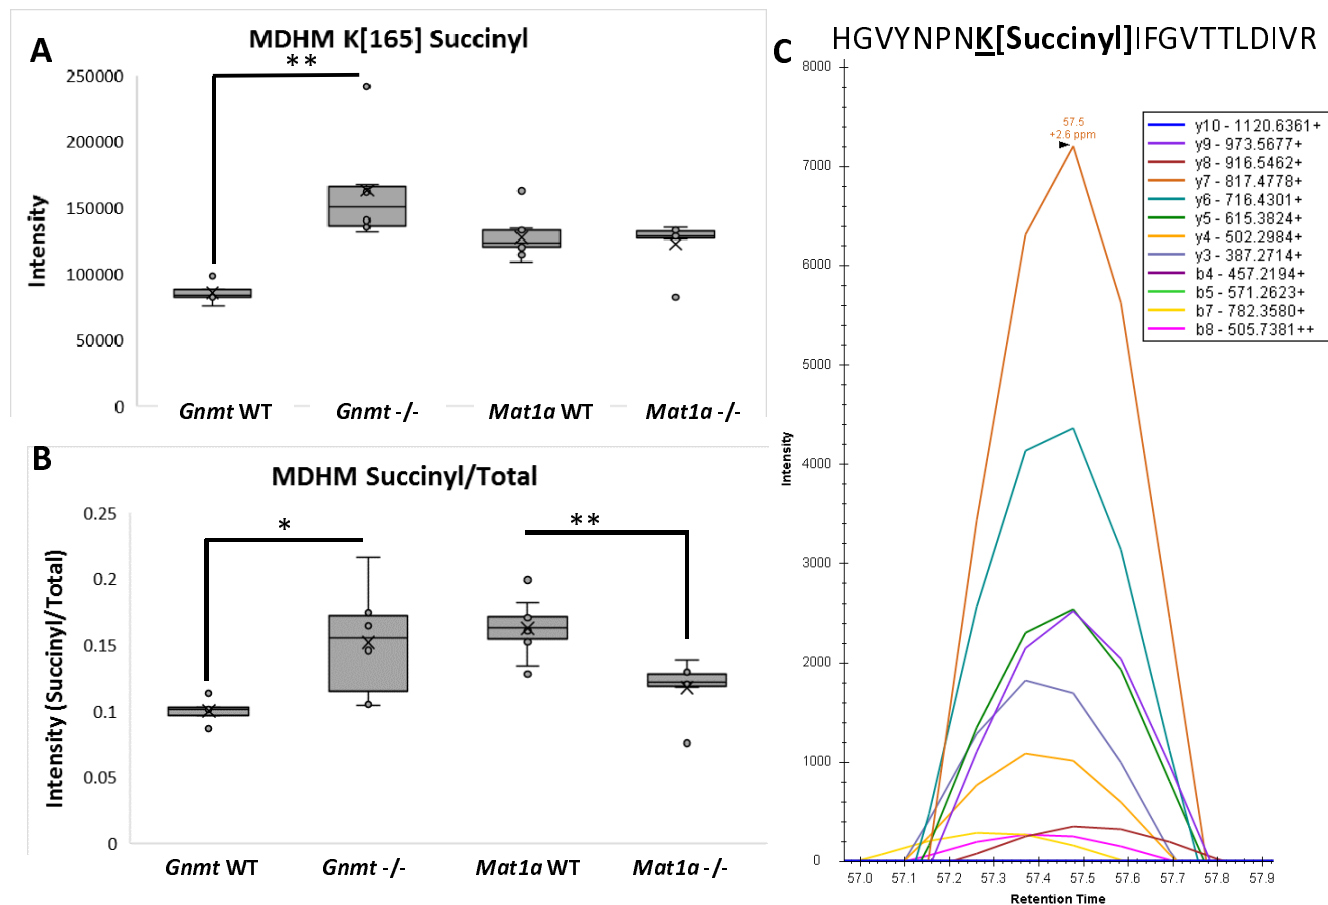 A
MDHM K[165] Succinyl
**
250000
200000
150000
100000
50000
0
Intensity
Gnmt WT
Gnmt -/-
Mat1a WT
Mat1a -/-
B
MDHM Succinyl/Total
*
**
0.25
0.2
0.15
0.1
0.05
0
Intensity (Succinyl/Total)
Gnmt WT
Gnmt -/-
Mat1a WT
Mat1a -/-
C
HGVYNPNK[Succinyl]IFGVTTLDIVR
8000
7000
6000
5000
4000
3000
2000
1000
0
Intensity
57.5
+2.6 ppm
y10 - 1120.6361+
y9 - 973.5677+
y8 - 916.5462+
y7 - 817.4778+
y6 - 716.4301+
y5 - 615.3824+
y4 - 502.2984+
y3 - 387.2714+
b4 - 457.2194+
b5 - 571.2623+
b7 - 782.3580+
b8 - 505.7381++
57.0 57.1 57.2 57.3 57.4 57.5 57.6 57.7 57.8 57.9
Retention Time